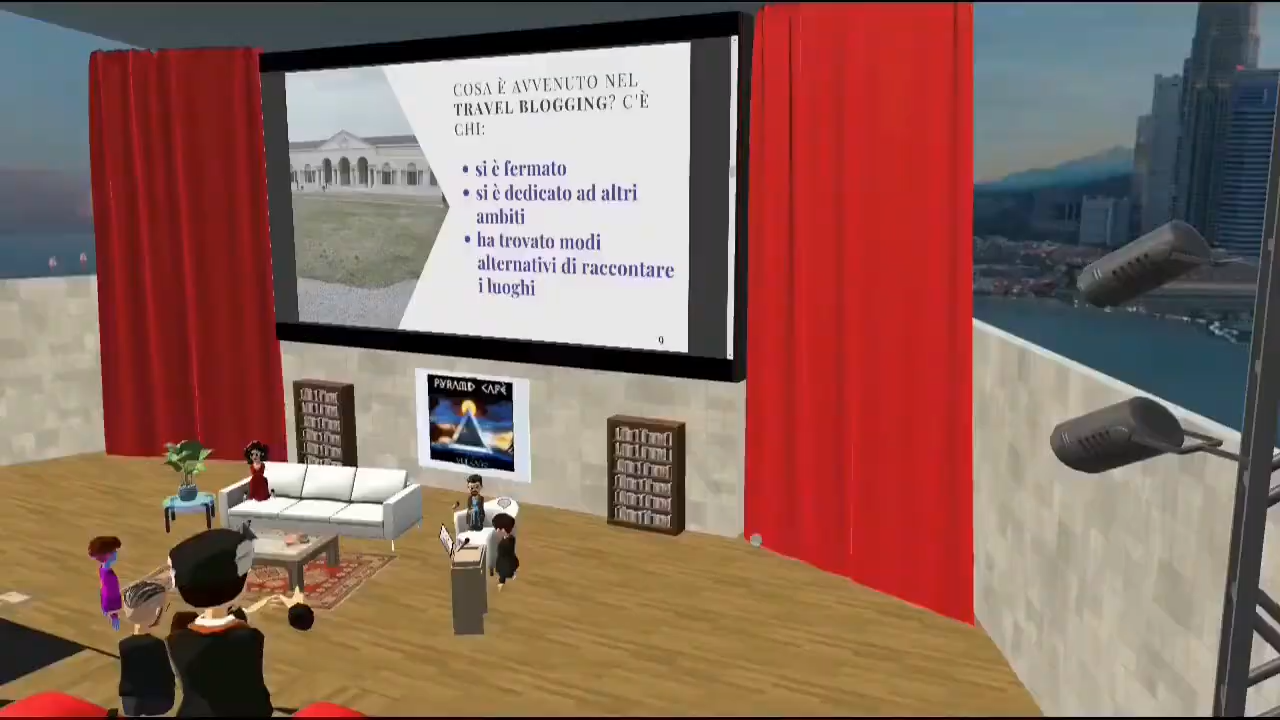 COSA È AVVENUTO NEL
TRAVEL BLOGGING? C'È
CHI:
• si è fermato
• si è dedicato ad altri
ambiti
• ha trovato modi
alternativi di raccontare
i luoghi
9
PYRAMID CAFÈ